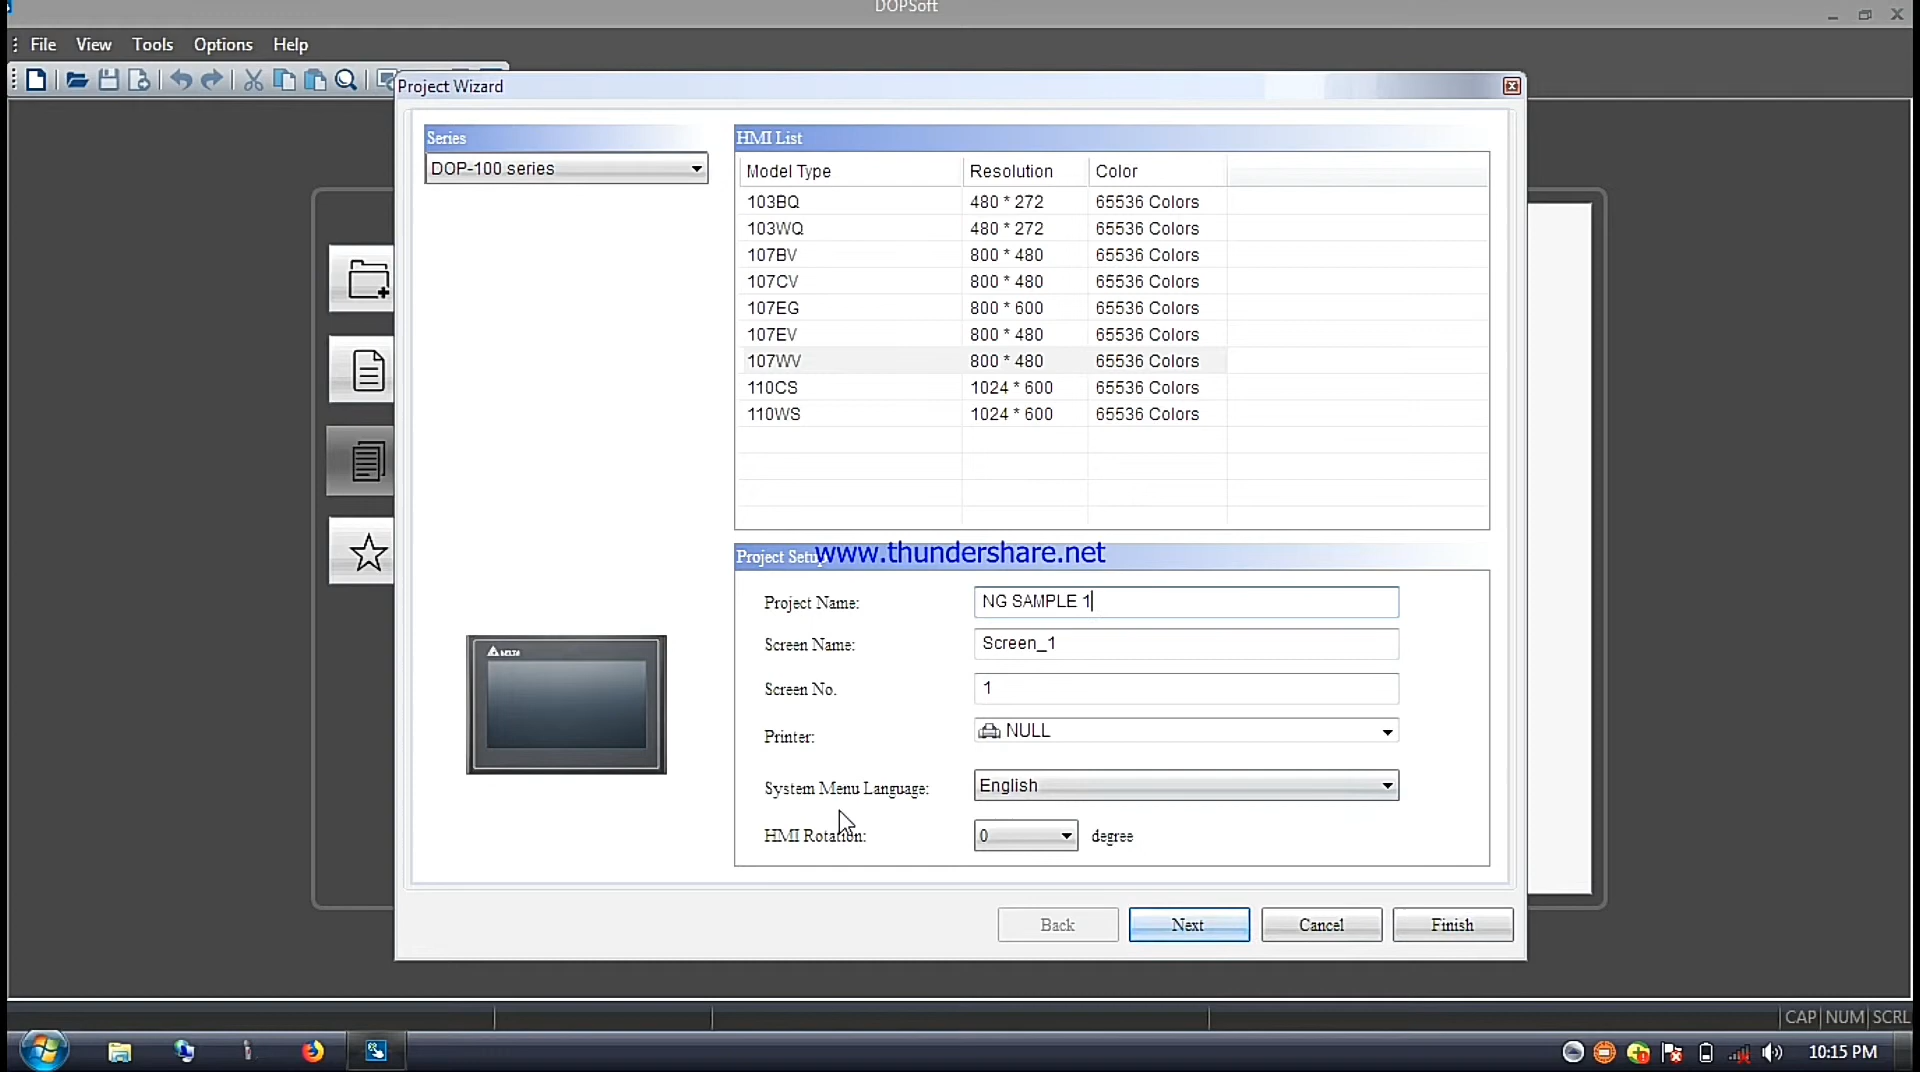 DOPSoft
File View Tools Options Help
Project Wizard
Series
DOP-100 series
HMI List
Model Type Resolution Color
103BQ 480 * 272 65536 Colors
103WQ 480 * 272 65536 Colors
107BV 800 * 480 65536 Colors
107CV 800 * 480 65536 Colors
107EG 800 * 600 65536 Colors
107EV 800 * 480 65536 Colors
107WV 800 * 480 65536 Colors
110CS 1024 * 600 65536 Colors
110WS 1024 * 600 65536 Colors
www.thundershare.net
Project Setup
Project Name: NG SAMPLE 1
Screen Name: Screen_1
Screen No. 1
Printer: NULL
System Menu Language: English
HMI Rotation: 0 degree
DELTA
Back Next Cancel Finish
CAP NUM SCRL
10:15 PM